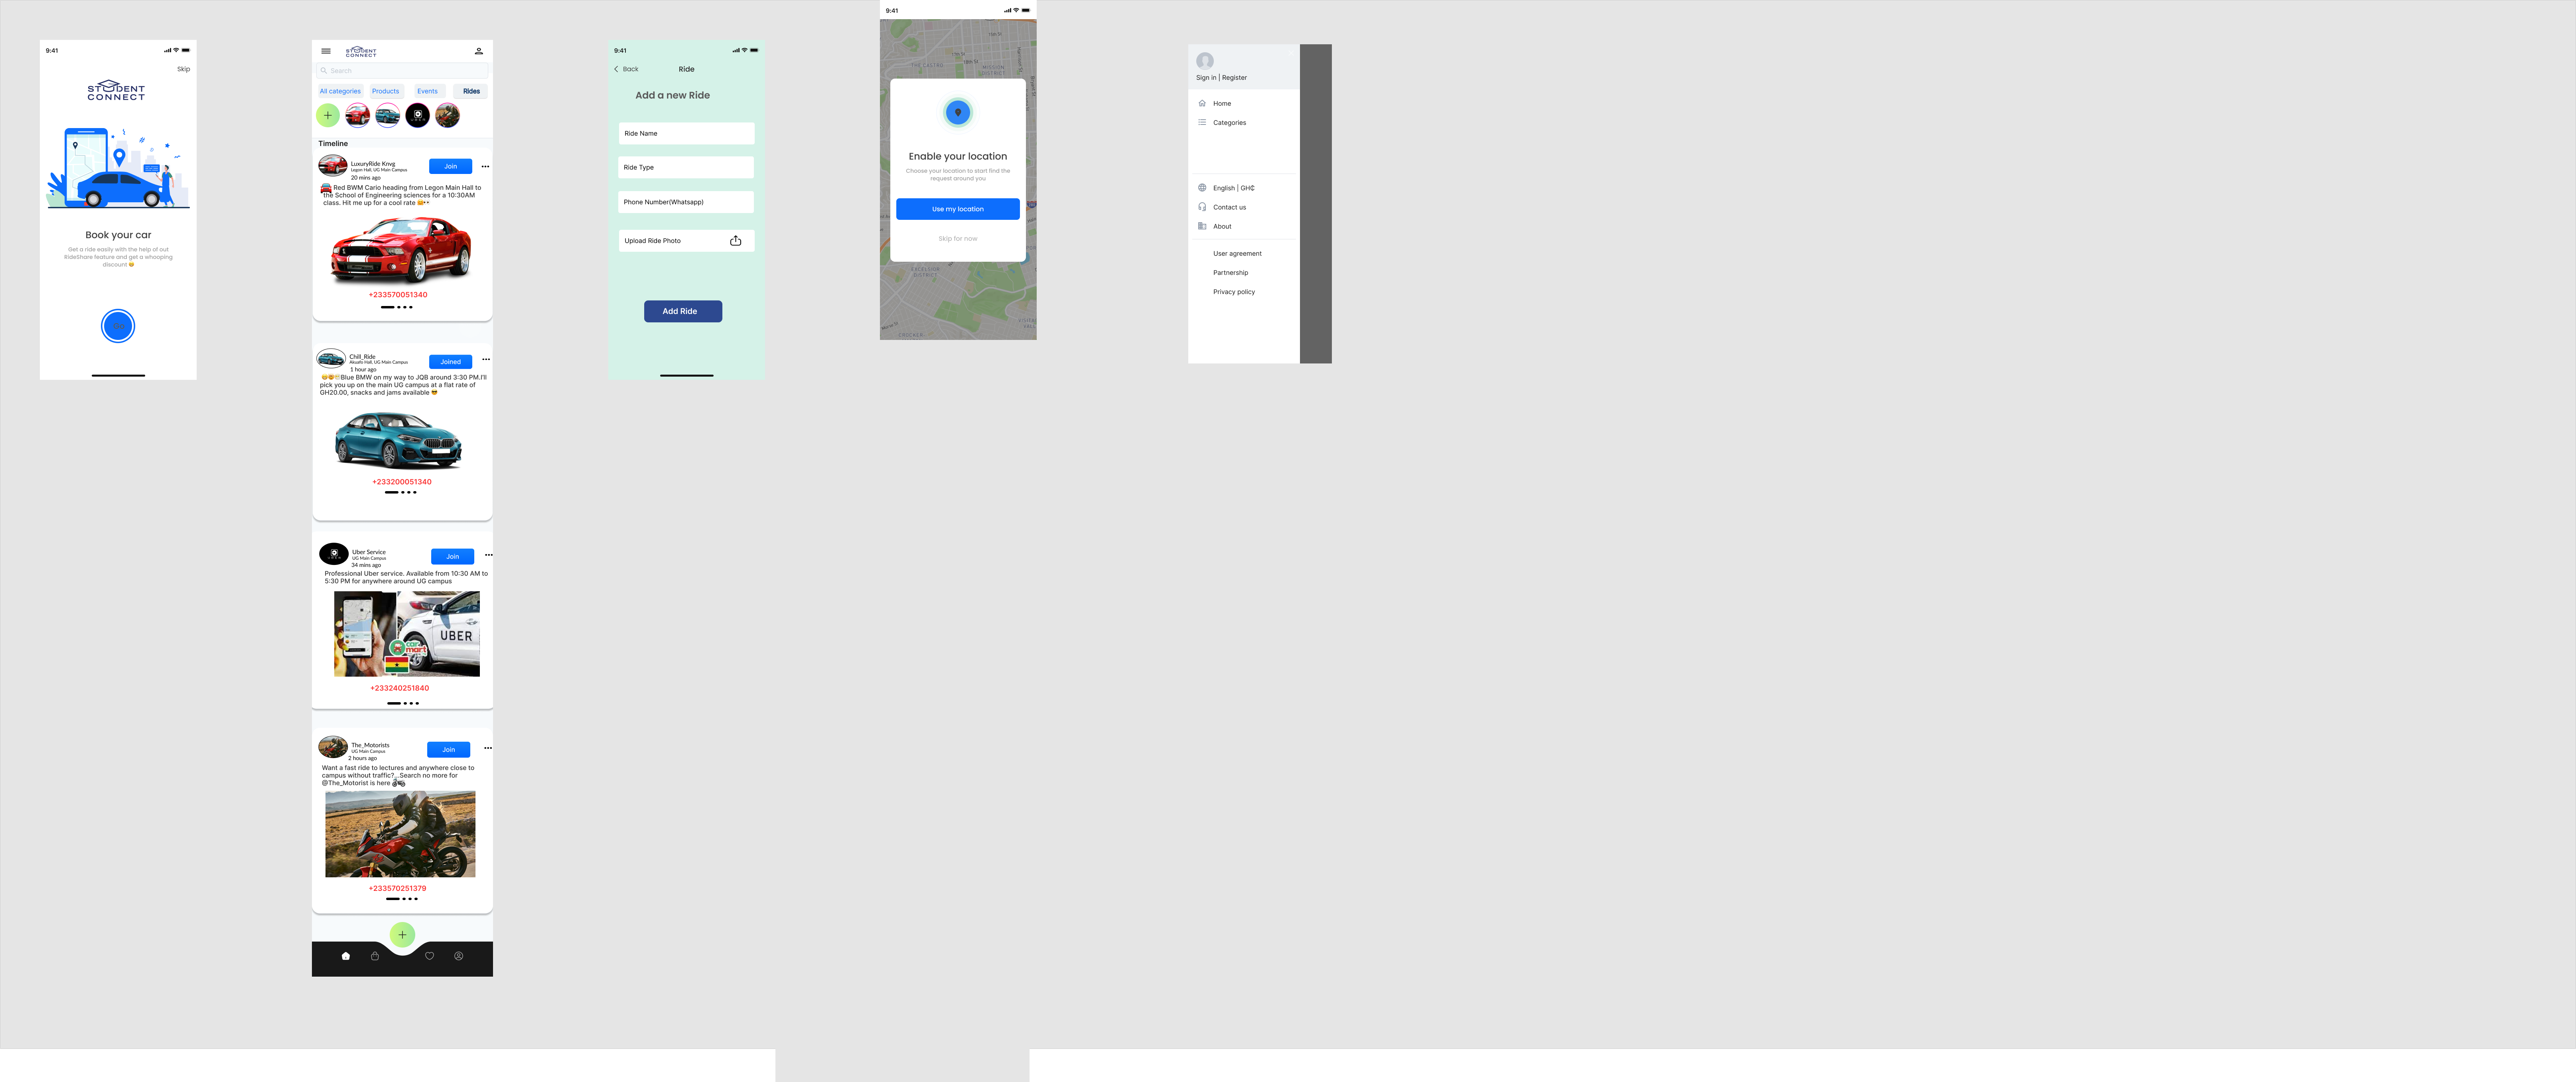 9:41
Skip
STUDENT
CONNECT
Book your car
Get a ride easily with the help of out
RideShare feature and get a whooping
discount 😊
STUDENT
CONNECT
Search
All categories
Products
Events
Rides
UBER
Timeline
LuxuryRide Knvg
Legon Hall, UG Main Campus
20 mins ago
Join
🚘 Red BWM Cario heading from Legon Main Hall to
the School of Engineering sciences for a 10:30AM
class. Hit me up for a cool rate
+233570051340
Chill_Ride
Akuafo Hall, UG Main Campus
1 hour ago
Joined
Blue BMW on my way to JQB around 3:30 PM.I'll
pick you up on the main UG campus at a flat rate of
GH20.00, snacks and jams available 😎
+233200051340
Uber Service
UG Main Campus
34 mins ago
Join
Professional Uber service. Available from 10:30 AM to
5:30 PM for anywhere around UG campus
UBER
car
mart
+233240251840
The_Motorists
UG Main Campus
2 hours ago
Join
Want a fast ride to lectures and anywhere close to
campus without traffic?...Search no more for
@The_Motorist is here
+233570251379
9:41
Back
Ride
Add a new Ride
Ride Name
Ride Type
Phone Number(Whatsapp)
Upload Ride Photo
Add Ride
9:41
THE CASTRO
MISSION
DISTRICT
Enable your location
Choose your location to start find the
request around you
Use my location
Skip for now
EXCELSIOR
DISTRICT
CROCKER
Sign in | Register
Home
Categories
English | GH₵
Contact us
About
User agreement
Partnership
Privacy policy